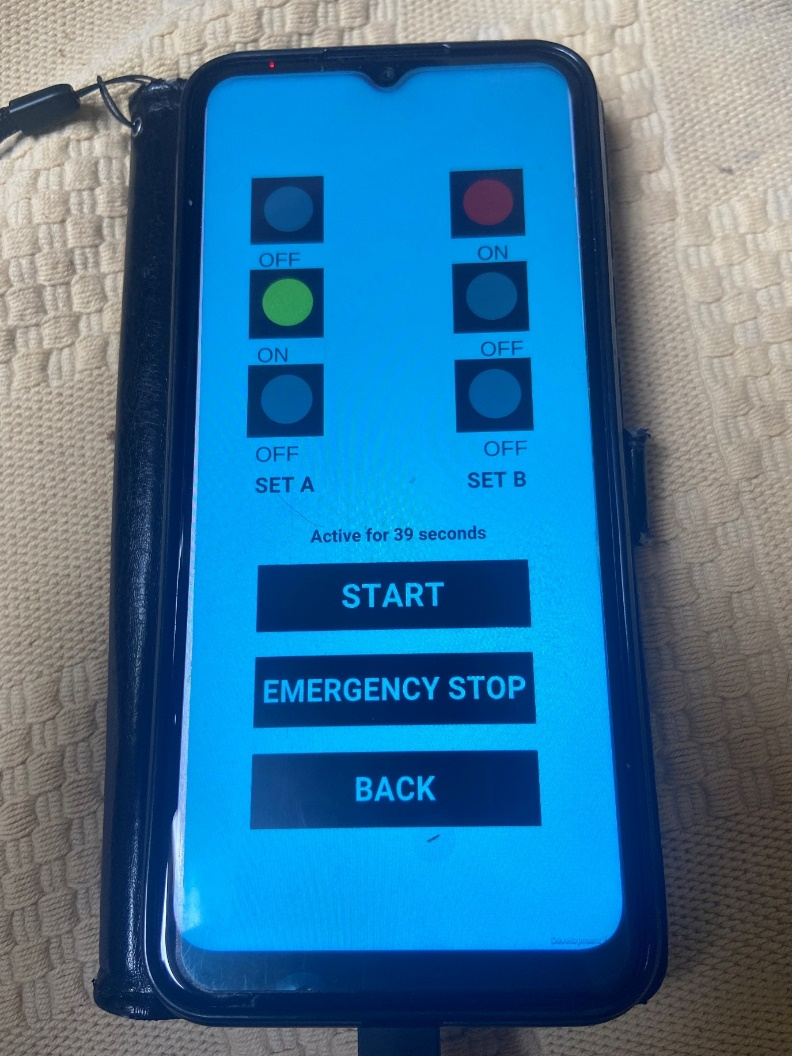 OFF ON
ON OFF
OFF OFF
SET A SET B
Active for 39 seconds
START
EMERGENCY STOP
BACK